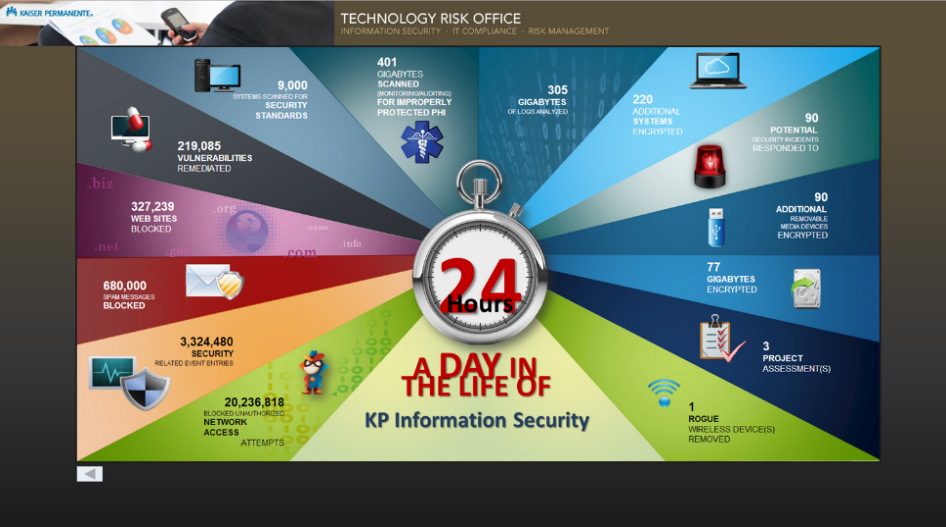 KAISER PERMANENTE.
TECHNOLOGY RISK OFFICE
INFORMATION SECURITY · IT COMPLIANCE · RISK MANAGEMENT
9,000
SYSTEMS SCANNED FOR
SECURITY
STANDARDS
401
GIGABYTES
SCANNED
(MONITORING/AUDITING)
FOR IMPROPERLY
PROTECTED PHI
305
GIGABYTES
OF LOGS ANALYZED
220
ADDITIONAL
SYSTEMS
ENCRYPTED
90
POTENTIAL
SECURITY INCIDENTS
RESPONDED TO
219,085
VULNERABILITIES
REMEDIATED
.biz
327,239
WEB SITES
BLOCKED
.org
.net
.gov
.com
.info
90
ADDITIONAL
REMOVABLE
MEDIA DEVICES
ENCRYPTED
680,000
SPAM MESSAGES
BLOCKED
77
GIGABYTES
ENCRYPTED
24
Hours
3,324,480
SECURITY
RELATED EVENT ENTRIES
3
PROJECT
ASSESSMENT(S)
20,236,818
BLOCKED UNAUTHORIZED
NETWORK
ACCESS
ATTEMPTS
1
ROGUE
WIRELESS DEVICE(S)
REMOVED
A DAY IN
THE LIFE OF
KP Information Security